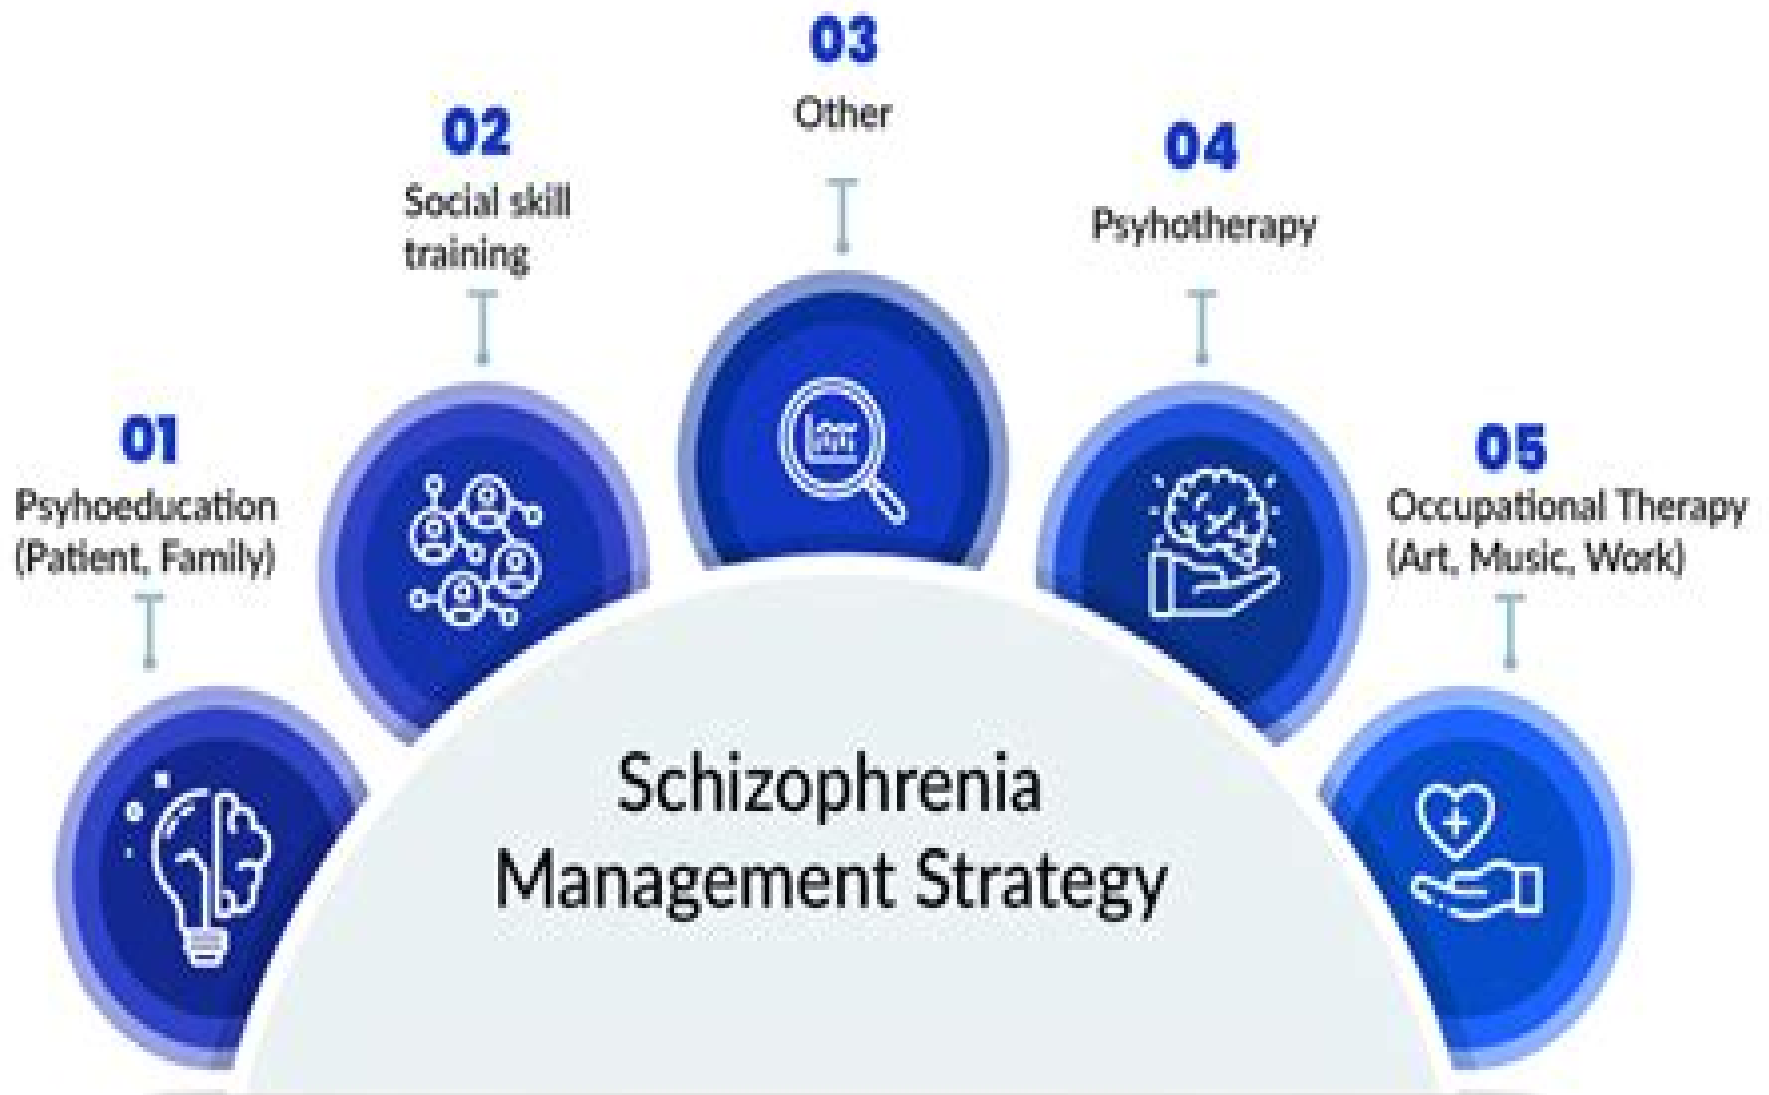 01
Psyhoeducation
(Patient, Family)
02
Social skill
training
03
Other
04
Psyhotherapy
05
Occupational Therapy
(Art, Music, Work)
Schizophrenia
Management Strategy